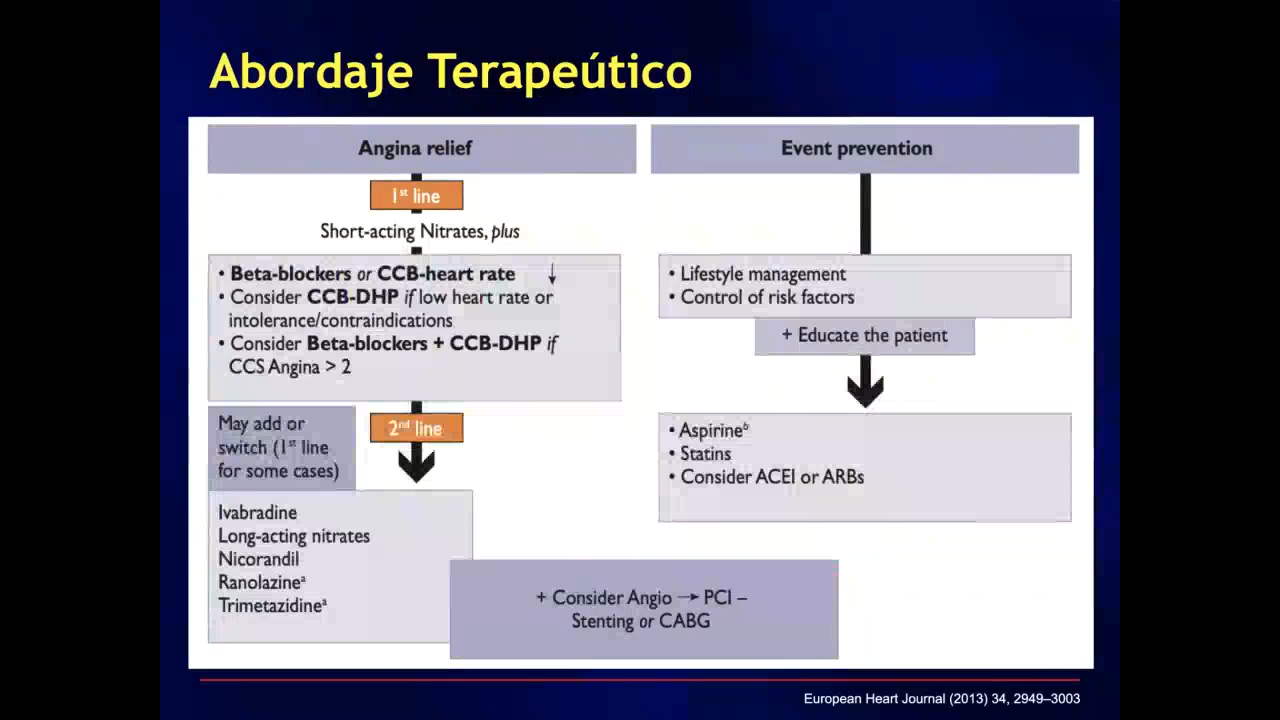 Abordaje Terapeútico
Angina relief
1st line
Short-acting Nitrates, plus
• Beta-blockers or CCB-heart rate ↓
• Consider CCB-DHP if low heart rate or
intolerance/contraindications
• Consider Beta-blockers + CCB-DHP if
CCS Angina > 2
May add or
switch (1st line
for some cases)
2nd line
Ivabradine
Long-acting nitrates
Nicorandil
Ranolazineᵃ
Trimetazidineᵃ
Event prevention
• Lifestyle management
• Control of risk factors
+ Educate the patient
• Aspirineᵇ
• Statins
• Consider ACEI or ARBs
+ Consider Angio → PCI –
Stenting or CABG
European Heart Journal (2013) 34, 2949–3003